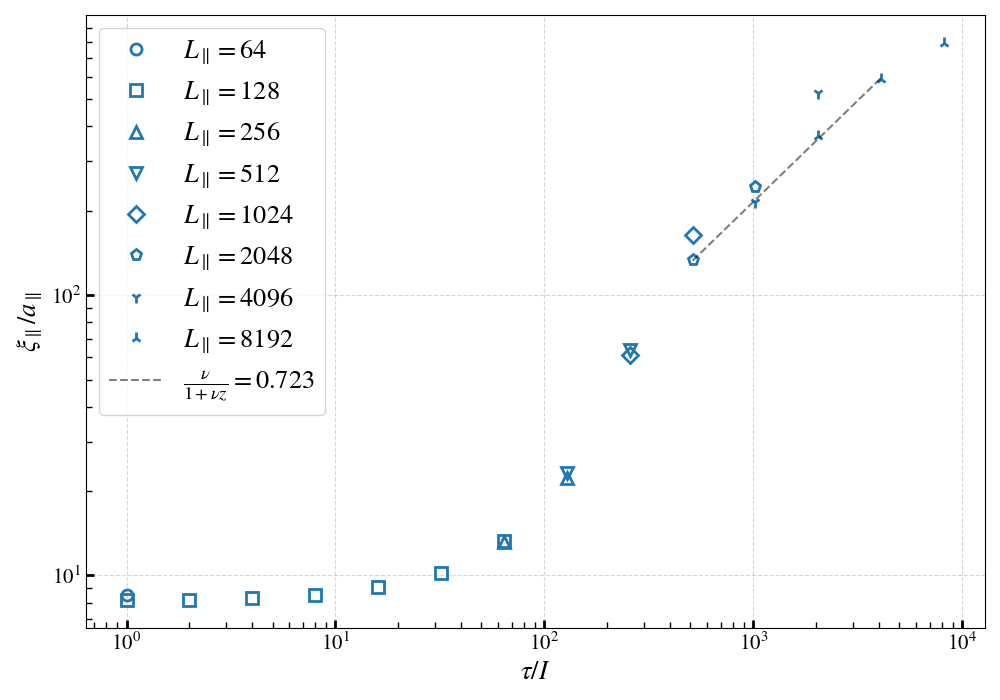 L∥ = 64
L∥ = 128
L∥ = 256
L∥ = 512
L∥ = 1024
L∥ = 2048
L∥ = 4096
L∥ = 8192
ν/(1 + νz) = 0.723
ξ∥/a∥
10²
10¹
10⁰ 10¹ 10² 10³ 10⁴
τ/I